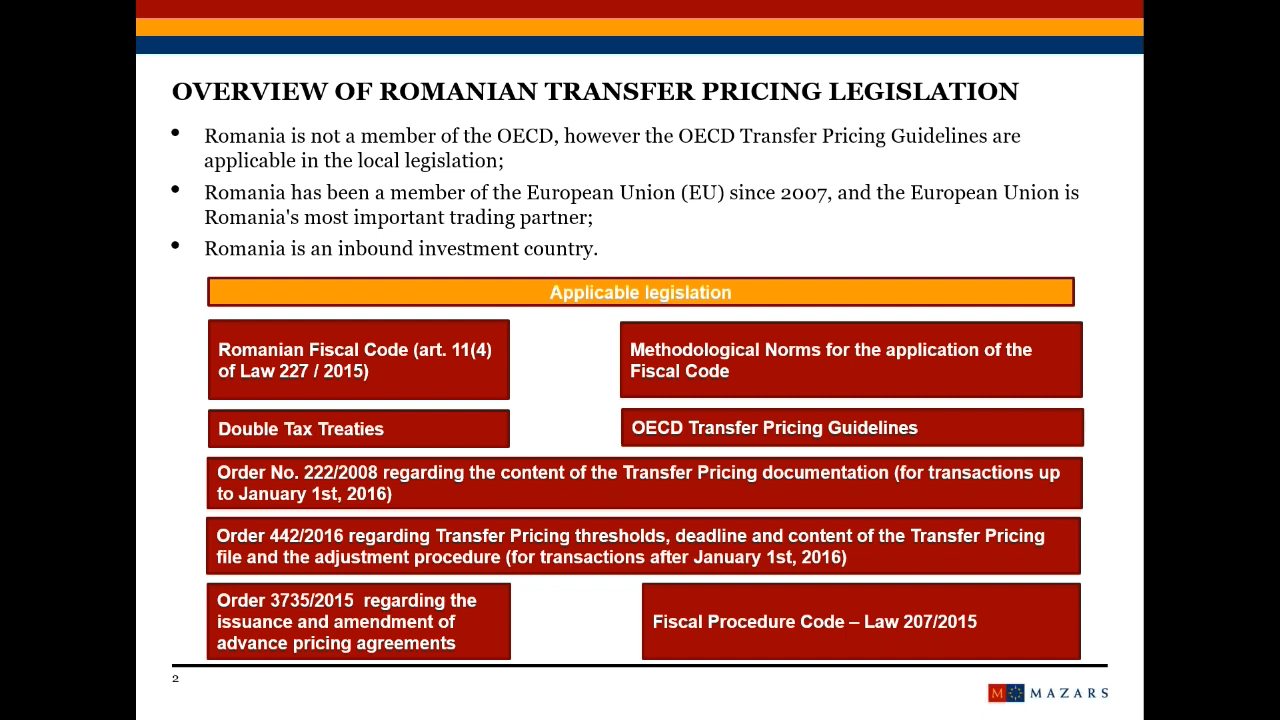 OVERVIEW OF ROMANIAN TRANSFER PRICING LEGISLATION
• Romania is not a member of the OECD, however the OECD Transfer Pricing Guidelines are
applicable in the local legislation;
• Romania has been a member of the European Union (EU) since 2007, and the European Union is
Romania's most important trading partner;
• Romania is an inbound investment country.
Applicable legislation
Romanian Fiscal Code (art. 11(4)
of Law 227 / 2015)
Methodological Norms for the application of the
Fiscal Code
Double Tax Treaties
OECD Transfer Pricing Guidelines
Order No. 222/2008 regarding the content of the Transfer Pricing documentation (for transactions up
to January 1st, 2016)
Order 442/2016 regarding Transfer Pricing thresholds, deadline and content of the Transfer Pricing
file and the adjustment procedure (for transactions after January 1st, 2016)
Order 3735/2015 regarding the
issuance and amendment of
advance pricing agreements
Fiscal Procedure Code – Law 207/2015
2
M MAZARS